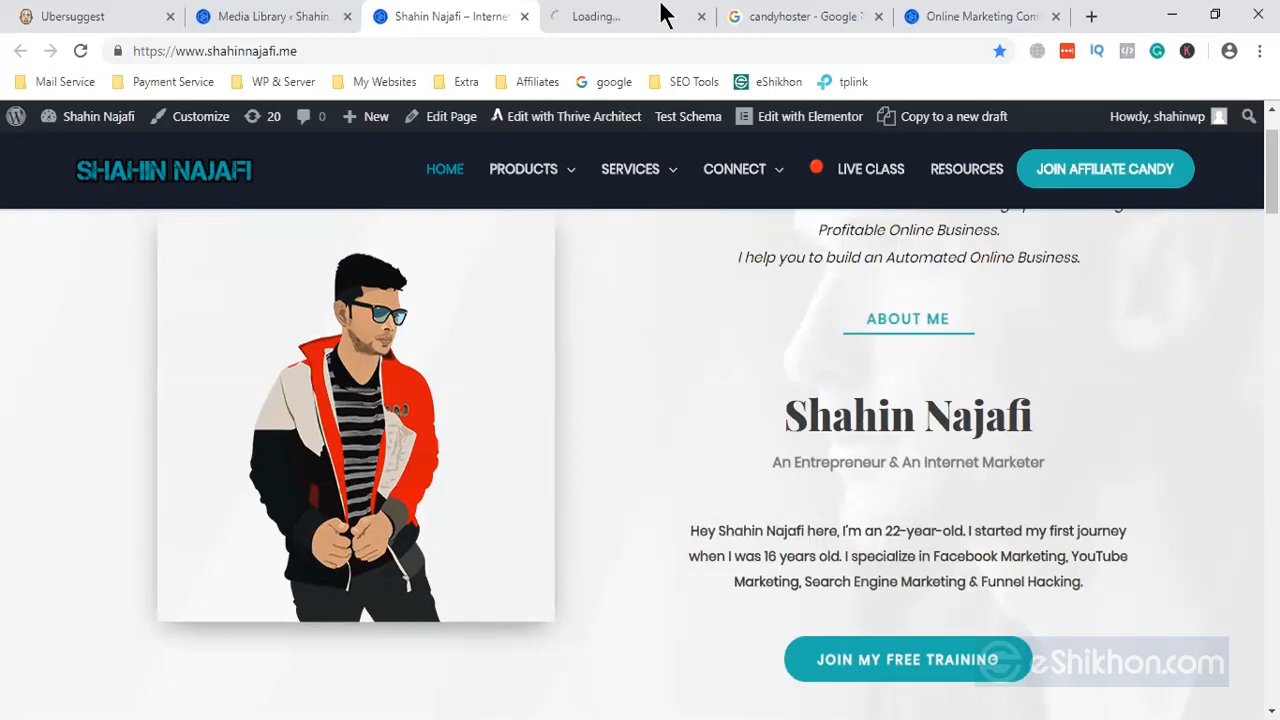 Ubersuggest
Media Library ‹ Shahin
Shahin Najafi – Interne
Loading...
candyhoster - Google
Online Marketing Com
https://www.shahinnajafi.me
Mail Service
Payment Service
WP & Server
My Websites
Extra
Affiliates
google
SEO Tools
eShikhon
tplink
Shahin Najafi
Customize
20
0
New
Edit Page
Edit with Thrive Architect
Test Schema
Edit with Elementor
Copy to a new draft
Howdy, shahinwp
SHAHIN NAJAFI
HOME
PRODUCTS
SERVICES
CONNECT
LIVE CLASS
RESOURCES
JOIN AFFILIATE CANDY
Profitable Online Business.
I help you to build an Automated Online Business.
ABOUT ME
Shahin Najafi
An Entrepreneur & An Internet Marketer
Hey Shahin Najafi here, I'm an 22-year-old. I started my first journey
when I was 16 years old. I specialize in Facebook Marketing, YouTube
Marketing, Search Engine Marketing & Funnel Hacking.
JOIN MY FREE TRAINING
eShikhon.com